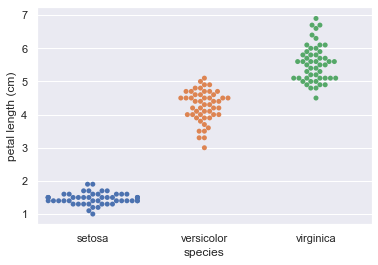 petal length (cm)
7
6
5
4
3
2
1
setosa
versicolor
virginica
species